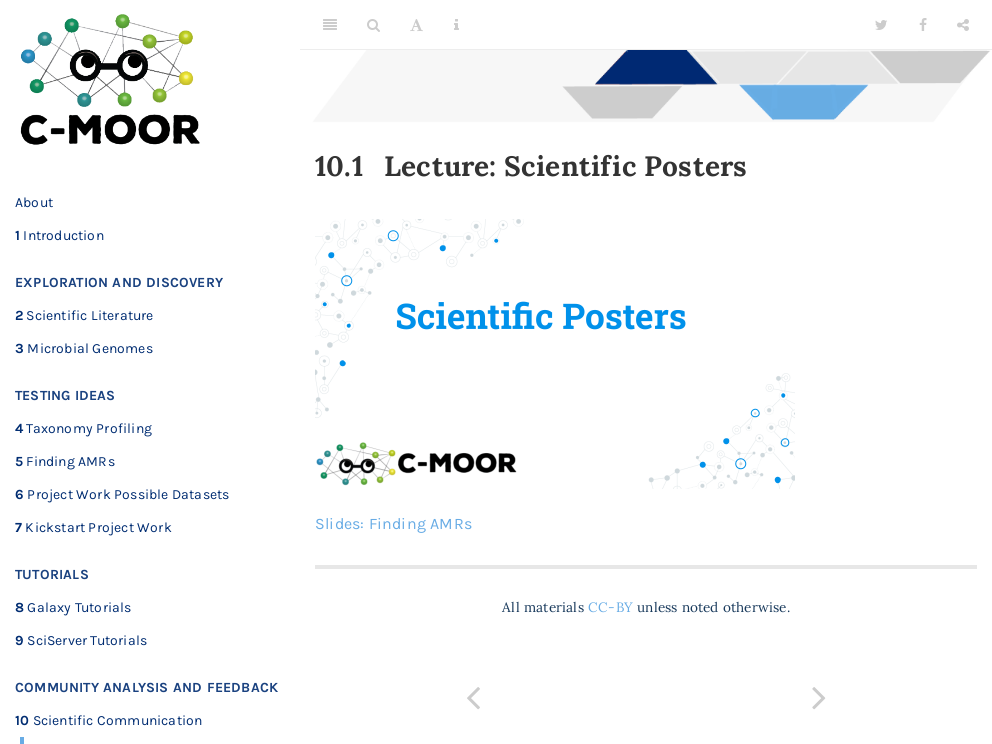 C-MOOR
About
1 Introduction
EXPLORATION AND DISCOVERY
2 Scientific Literature
3 Microbial Genomes
TESTING IDEAS
4 Taxonomy Profiling
5 Finding AMRs
6 Project Work Possible Datasets
7 Kickstart Project Work
TUTORIALS
8 Galaxy Tutorials
9 SciServer Tutorials
COMMUNITY ANALYSIS AND FEEDBACK
10 Scientific Communication
10.1 Lecture: Scientific Posters
Scientific Posters
C-MOOR
Slides: Finding AMRs
All materials CC-BY unless noted otherwise.